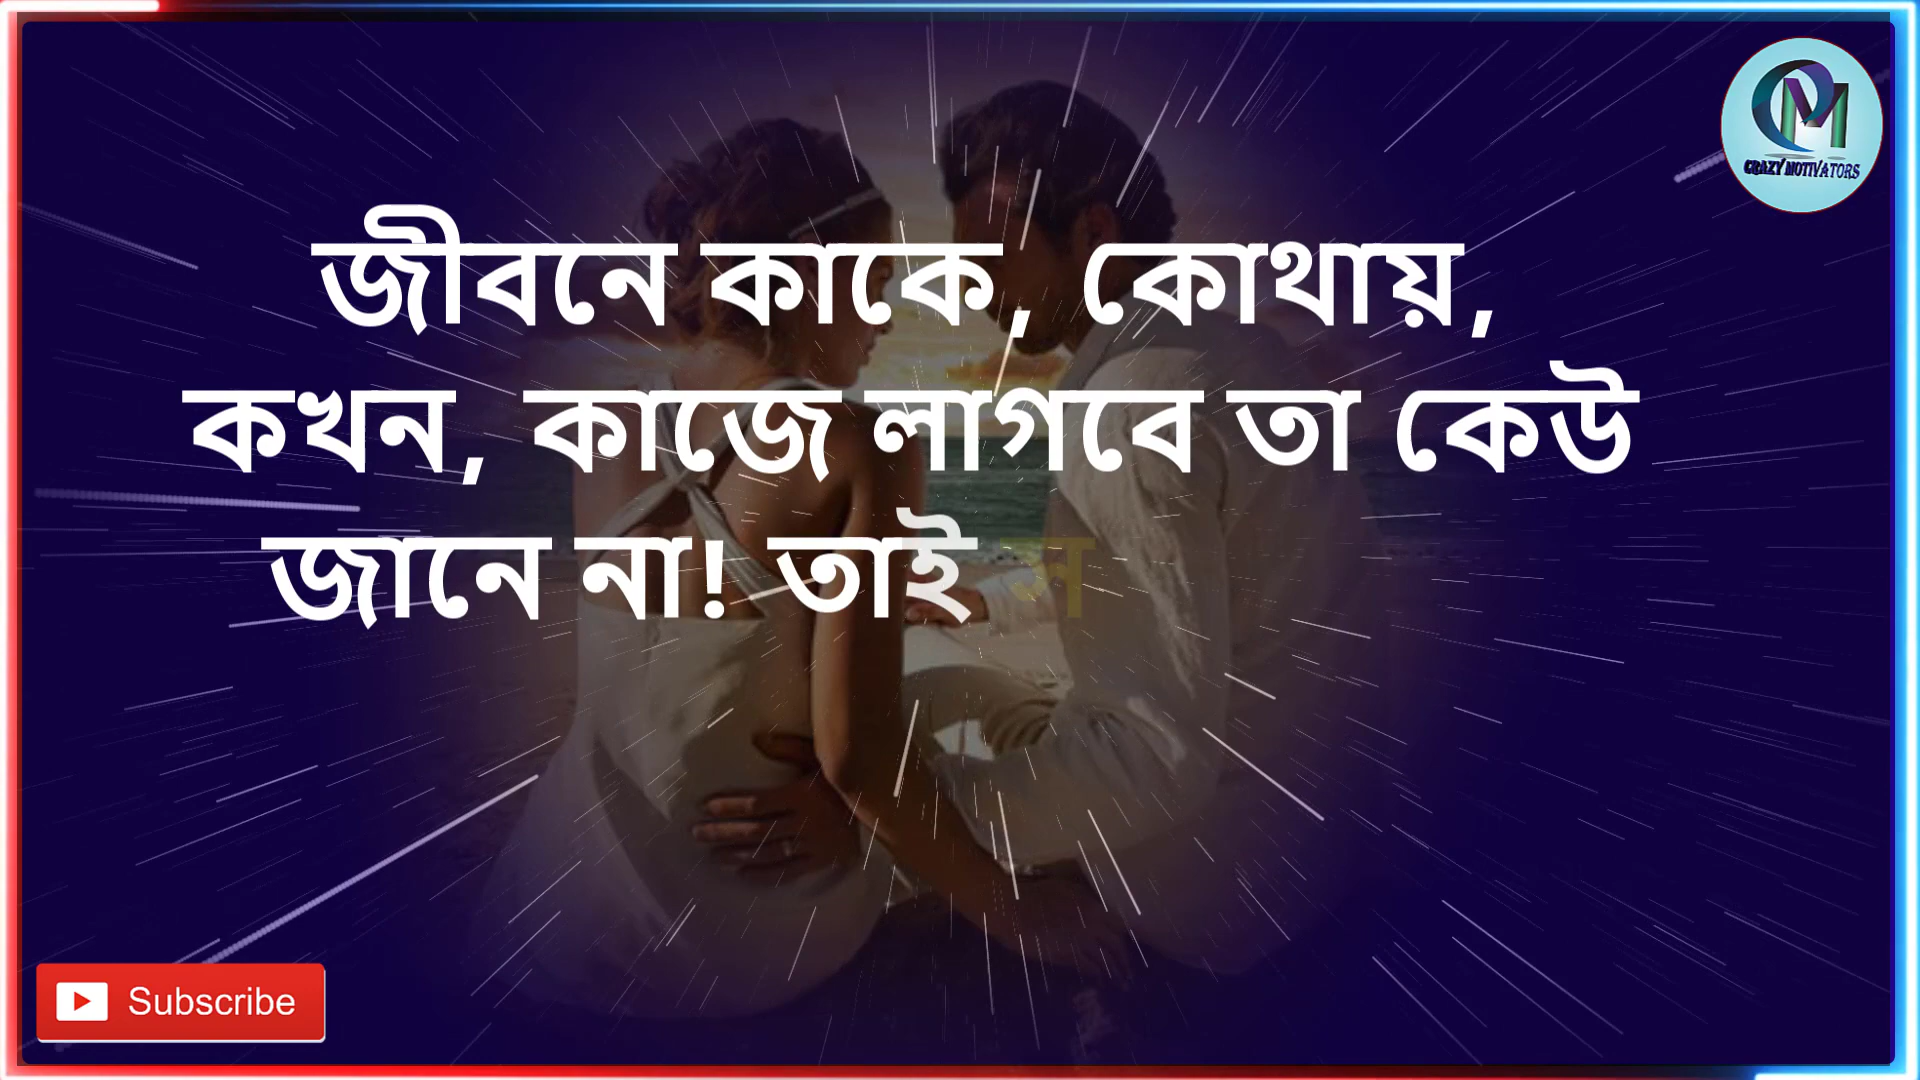 জীবনে কাকে, কোথায়,
কখন, কাজে লাগবে তা কেউ
জানে না! তাই স
CRAZY MOTIVATORS
Subscribe